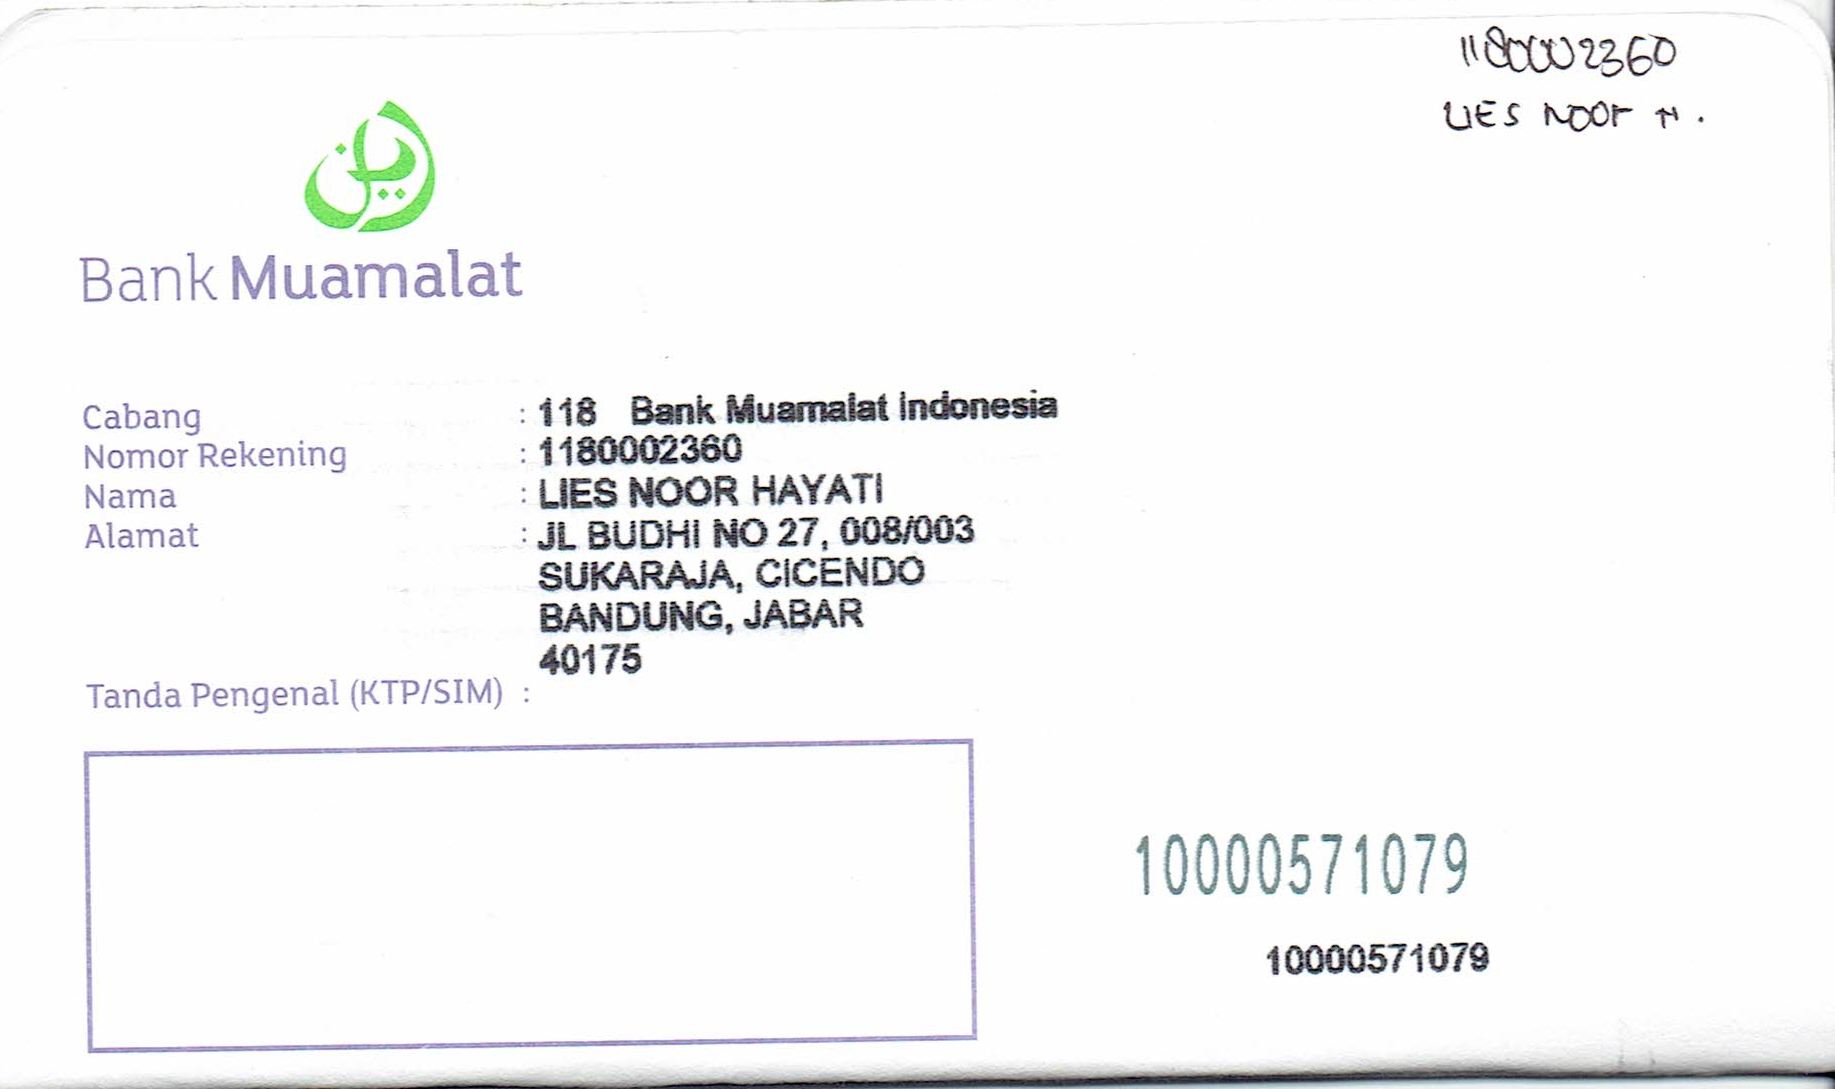 1180002360
LIES NOOR H.
Bank Muamalat
Cabang : 118 Bank Muamalat Indonesia
Nomor Rekening : 1180002360
Nama : LIES NOOR HAYATI
Alamat : JL BUDHI NO 27, 008/003
SUKARAJA, CICENDO
BANDUNG, JABAR
40175
Tanda Pengenal (KTP/SIM) :
10000571079
10000571079